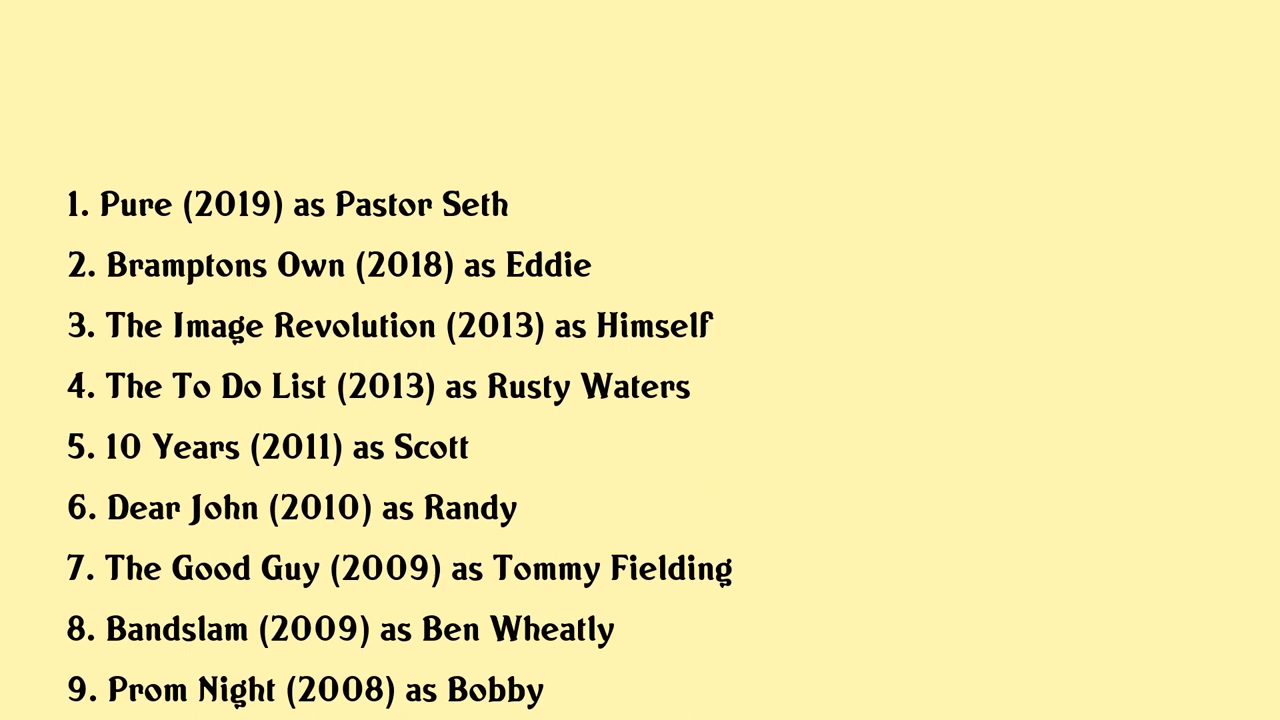 1. Pure (2019) as Pastor Seth
2. Bramptons Own (2018) as Eddie
3. The Image Revolution (2013) as Himself
4. The To Do List (2013) as Rusty Waters
5. 10 Years (2011) as Scott
6. Dear John (2010) as Randy
7. The Good Guy (2009) as Tommy Fielding
8. Bandslam (2009) as Ben Wheatly
9. Prom Night (2008) as Bobby